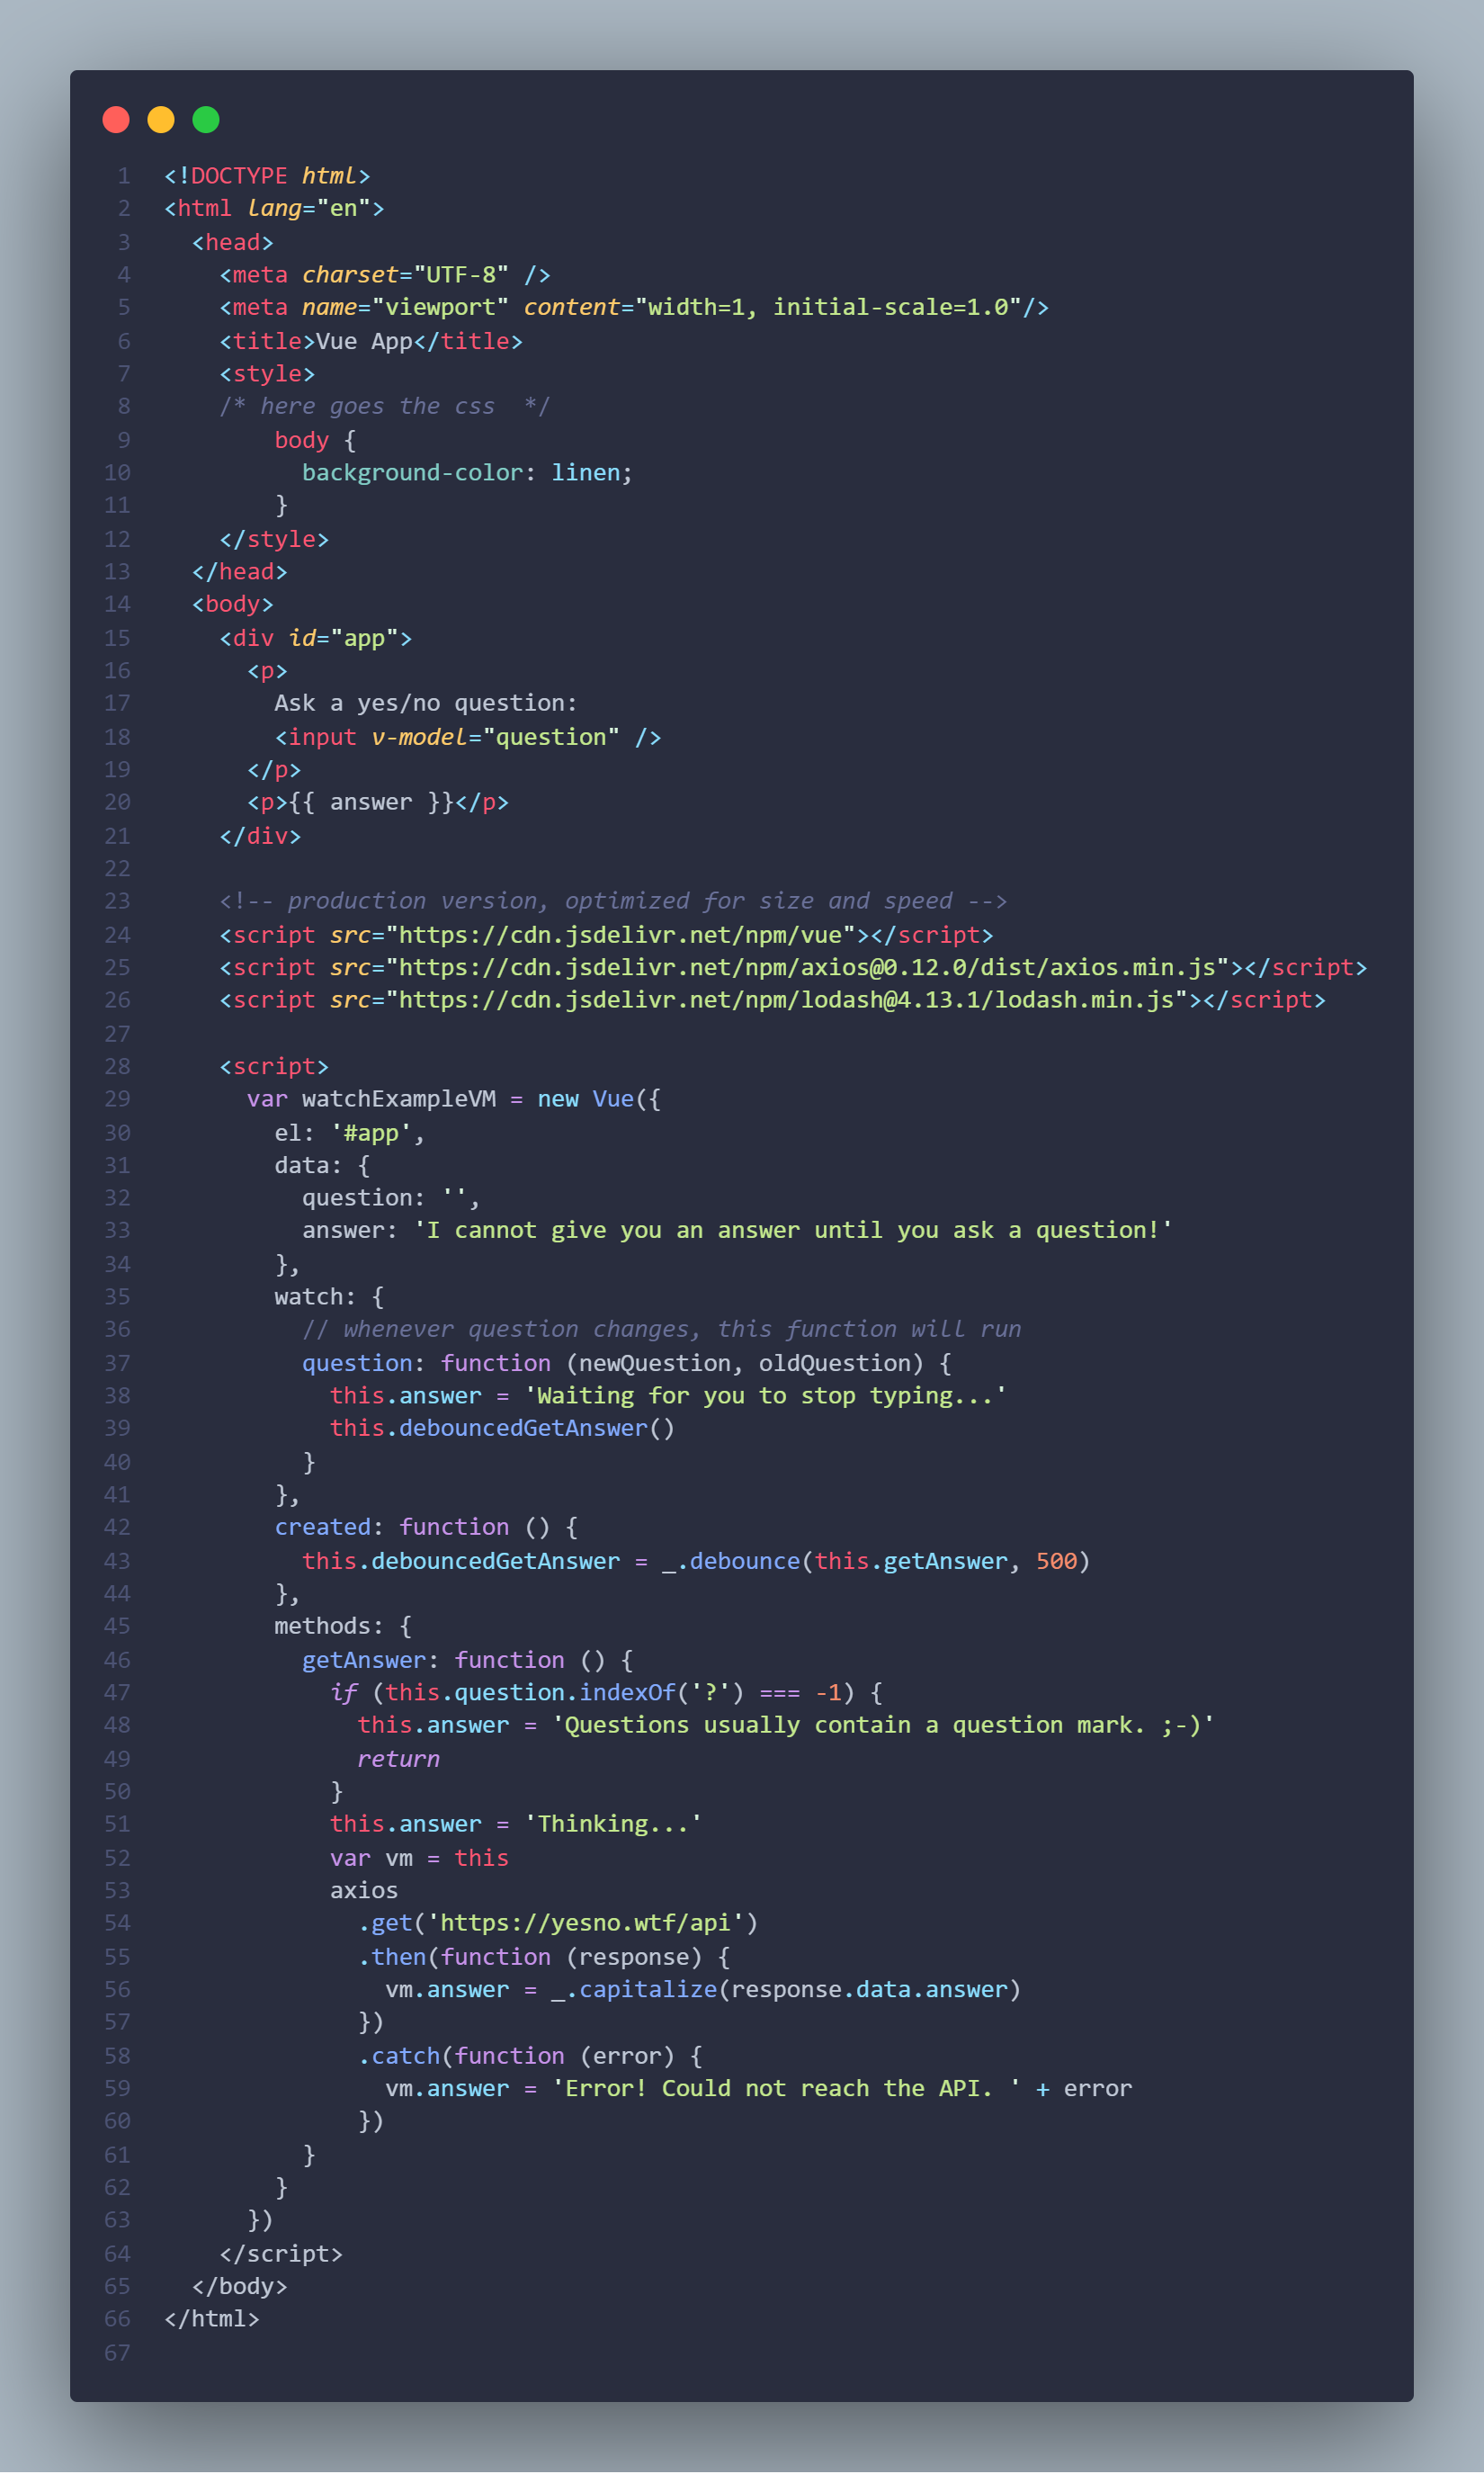 1 <!DOCTYPE html>
2 <html lang="en">
3   <head>
4     <meta charset="UTF-8" />
5     <meta name="viewport" content="width=1, initial-scale=1.0"/>
6     <title>Vue App</title>
7     <style>
8     /* here goes the css  */
9         body {
10           background-color: linen;
11         }
12     </style>
13   </head>
14   <body>
15     <div id="app">
16       <p>
17         Ask a yes/no question:
18         <input v-model="question" />
19       </p>
20       <p>{{ answer }}</p>
21     </div>
22
23     <!-- production version, optimized for size and speed -->
24     <script src="https://cdn.jsdelivr.net/npm/vue"></script>
25     <script src="https://cdn.jsdelivr.net/npm/axios@0.12.0/dist/axios.min.js"></script>
26     <script src="https://cdn.jsdelivr.net/npm/lodash@4.13.1/lodash.min.js"></script>
27
28     <script>
29       var watchExampleVM = new Vue({
30         el: '#app',
31         data: {
32           question: '',
33           answer: 'I cannot give you an answer until you ask a question!'
34         },
35         watch: {
36           // whenever question changes, this function will run
37           question: function (newQuestion, oldQuestion) {
38             this.answer = 'Waiting for you to stop typing...'
39             this.debouncedGetAnswer()
40           }
41         },
42         created: function () {
43           this.debouncedGetAnswer = _.debounce(this.getAnswer, 500)
44         },
45         methods: {
46           getAnswer: function () {
47             if (this.question.indexOf('?') === -1) {
48               this.answer = 'Questions usually contain a question mark. ;-)'
49               return
50             }
51             this.answer = 'Thinking...'
52             var vm = this
53             axios
54               .get('https://yesno.wtf/api')
55               .then(function (response) {
56                 vm.answer = _.capitalize(response.data.answer)
57               })
58               .catch(function (error) {
59                 vm.answer = 'Error! Could not reach the API. ' + error
60               })
61           }
62         }
63       })
64     </script>
65   </body>
66 </html>
67